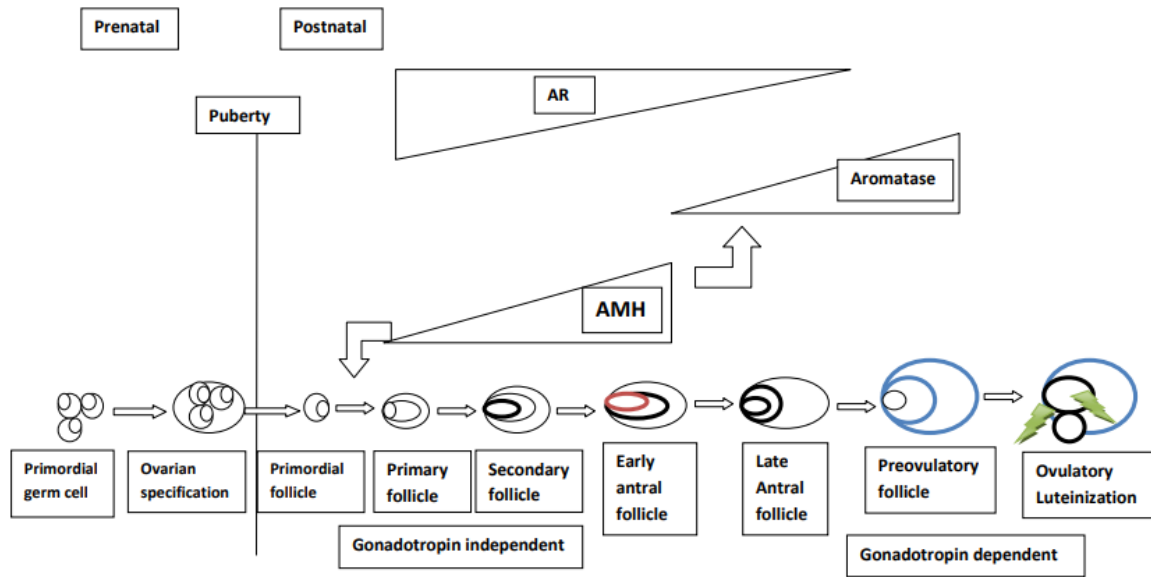 Prenatal
Postnatal
AR
Puberty
Aromatase
AMH
Primordial
germ cell
Ovarian
specification
Primordial
follicle
Primary
follicle
Secondary
follicle
Early
antral
follicle
Late
Antral
follicle
Preovulatory
follicle
Ovulatory
Luteinization
Gonadotropin independent
Gonadotropin dependent